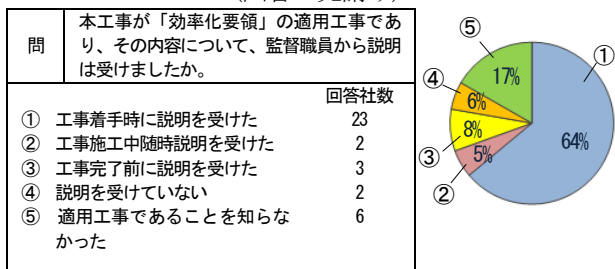 問
本工事が「効率化要領」の適用工事であ
り、その内容について、監督職員から説明
は受けましたか。
回答社数
① 工事着手時に説明を受けた 23
② 工事施工中随時説明を受けた 2
③ 工事完了前に説明を受けた 3
④ 説明を受けていない 2
⑤ 適用工事であることを知らな 6
かった
①
64%
②
5%
③
8%
④
6%
⑤
17%